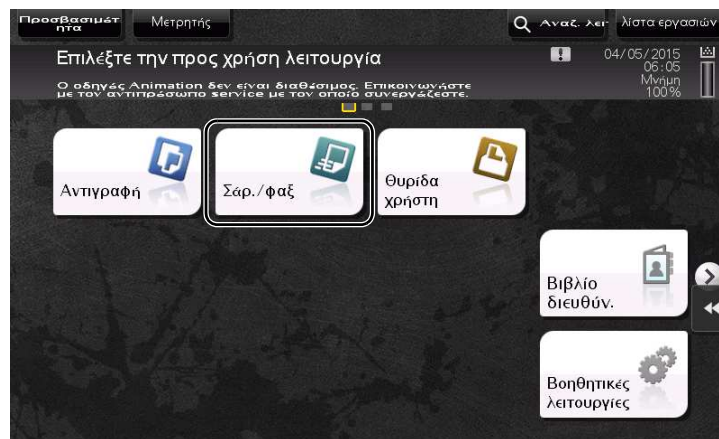 Προσβασιμότ
ητα
Μετρητής
Αναζ. λει
λίστα εργασιών
Επιλέξτε την προς χρήση λειτουργία
04/05/2015
06:05
Μνήμη
100%
Ο οδηγός Animation δεν είναι διαθέσιμος. Επικοινωνήστε
με τον αντιπρόσωπο service με τον οποίο συνεργάζεστε.
Αντιγραφή
Σάρ./φαξ
Θυρίδα
χρήστη
Βιβλίο
διευθύν.
Βοηθητικές
λειτουργίες